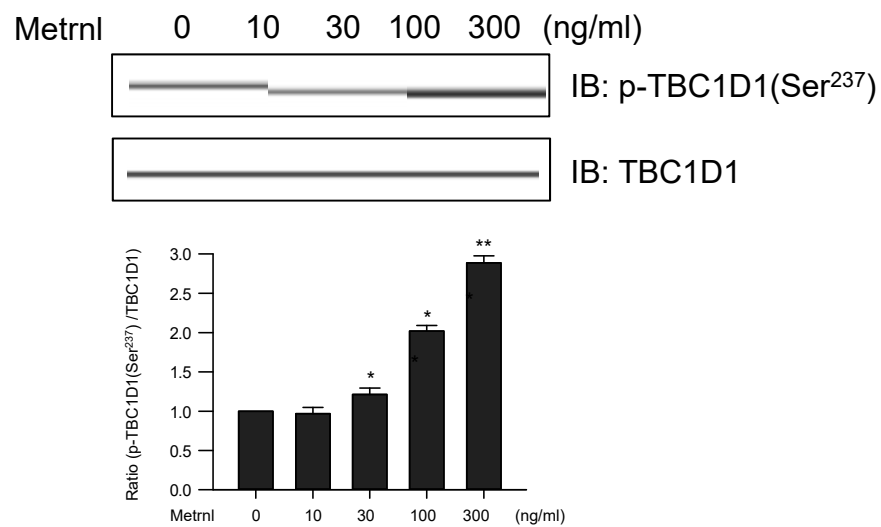 Metrnl 0 10 30 100 300 (ng/ml)
IB: p-TBC1D1(Ser²³⁷)
IB: TBC1D1
Ratio (p-TBC1D1(Ser²³⁷) /TBC1D1)
3.0
**
2.5
*
2.0
*
*
1.5
*
1.0
0.5
0.0
Metrnl 0 10 30 100 300 (ng/ml)